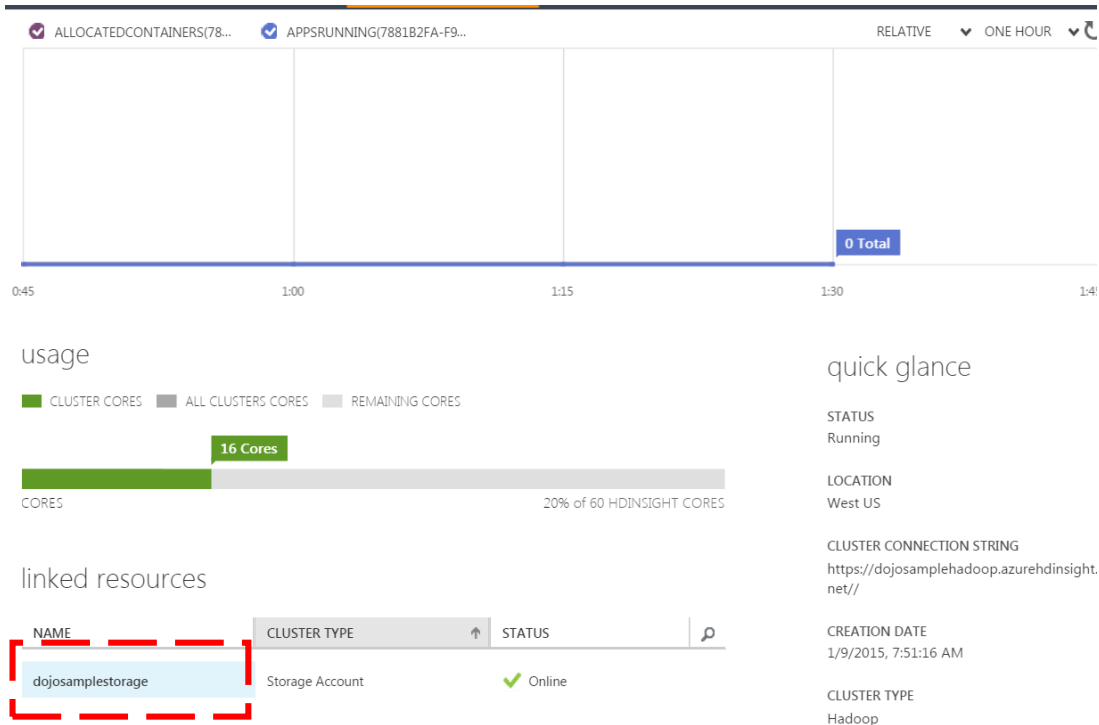 ALLOCATEDCONTAINERS(78... APPSRUNNING(7881B2FA-F9... RELATIVE ONE HOUR
0 Total
0:45 1:00 1:15 1:30 1:45
usage
CLUSTER CORES ALL CLUSTERS CORES REMAINING CORES
16 Cores
CORES 20% of 60 HDINSIGHT CORES
linked resources
NAME CLUSTER TYPE STATUS
dojosamplestorage Storage Account Online
quick glance
STATUS
Running
LOCATION
West US
CLUSTER CONNECTION STRING
https://dojosamplehadoop.azurehdinsight.
net//
CREATION DATE
1/9/2015, 7:51:16 AM
CLUSTER TYPE
Hadoop